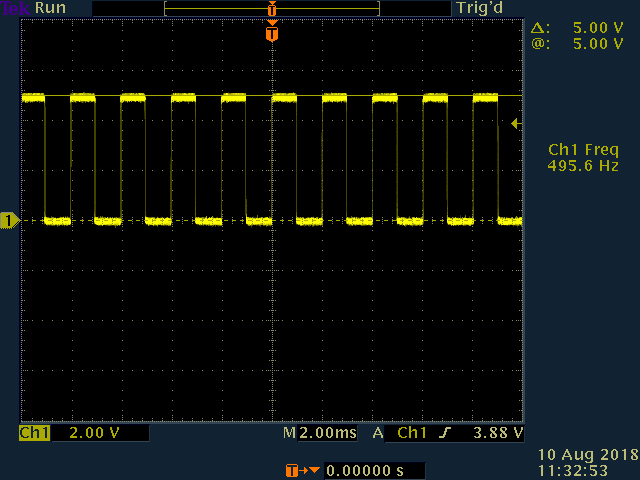 Tek Run Trig'd
T
T
Δ: 5.00 V
@: 5.00 V
Ch1 Freq
495.6 Hz
1
Ch1 2.00 V M 2.00ms A Ch1 3.88 V
T 0.00000 s
10 Aug 2018
11:32:53